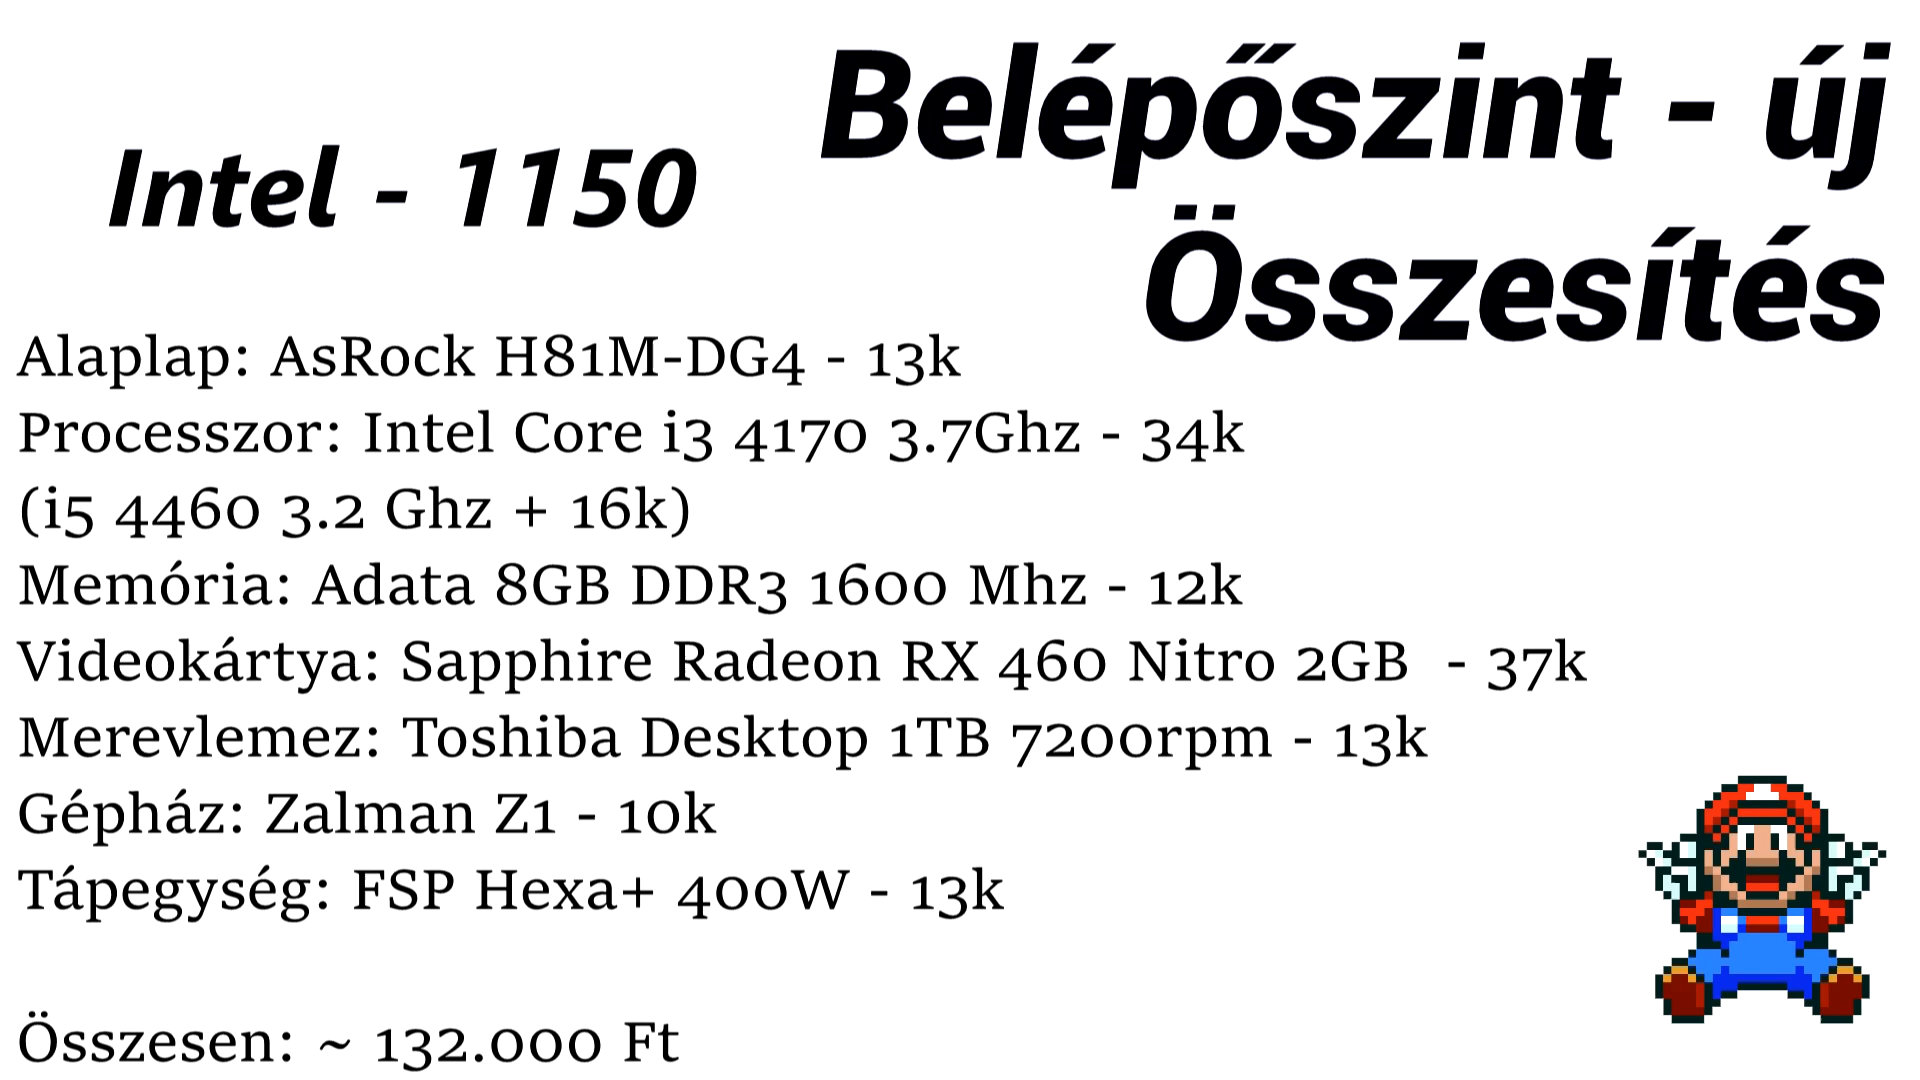 Belépőszint - új
Összesítés
Intel - 1150
Alaplap: AsRock H81M-DG4 - 13k
Processzor: Intel Core i3 4170 3.7Ghz - 34k
(i5 4460 3.2 Ghz + 16k)
Memória: Adata 8GB DDR3 1600 Mhz - 12k
Videokártya: Sapphire Radeon RX 460 Nitro 2GB - 37k
Merevlemez: Toshiba Desktop 1TB 7200rpm - 13k
Gépház: Zalman Z1 - 10k
Tápegység: FSP Hexa+ 400W - 13k
Összesen: ~ 132.000 Ft